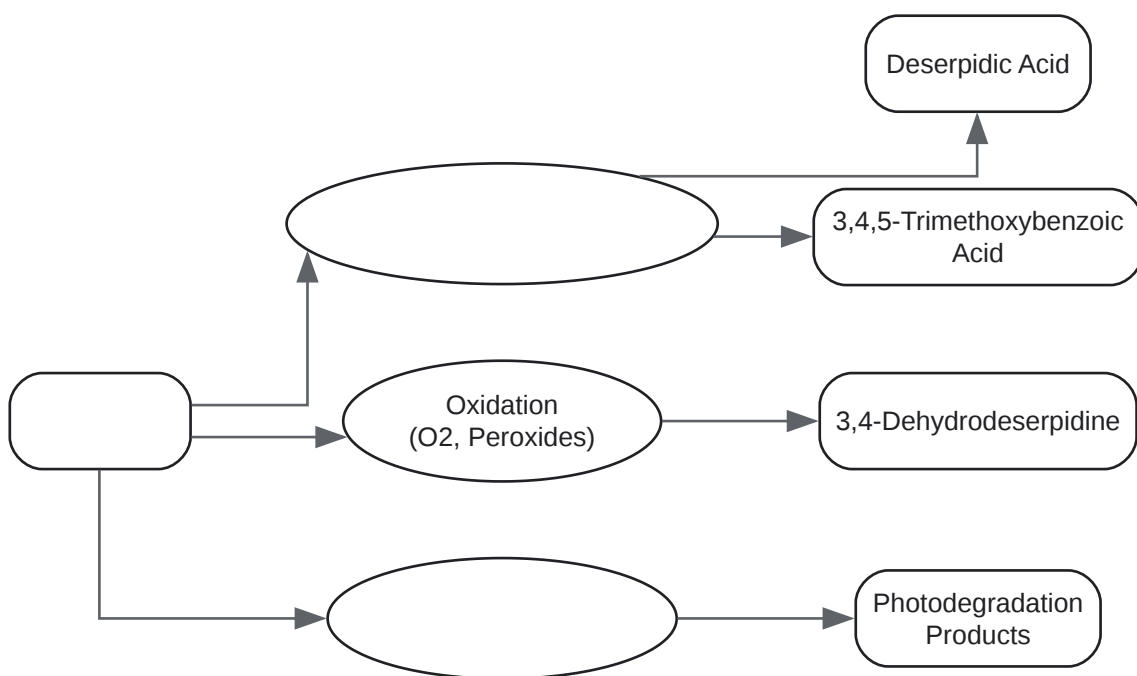 Deserpidic Acid
3,4,5-Trimethoxybenzoic
Acid
Oxidation
(O2, Peroxides)
3,4-Dehydrodeserpidine
Photodegradation
Products